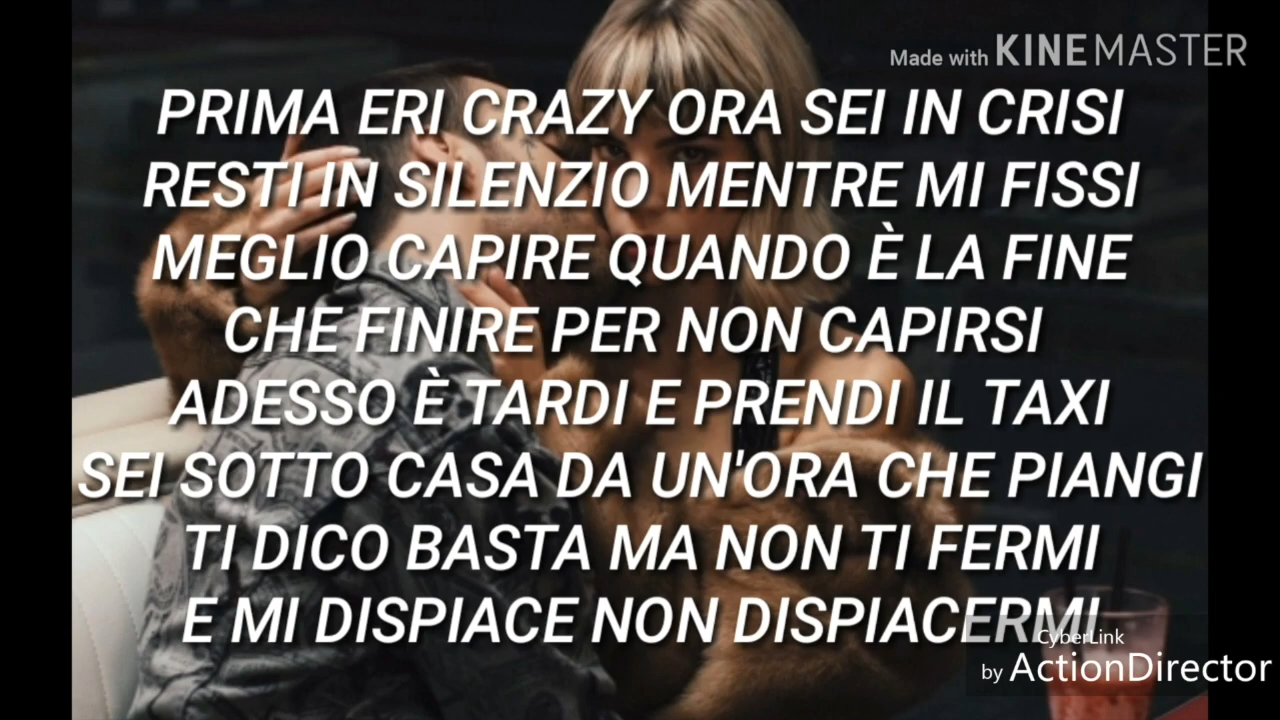 Made with KINEMASTER
PRIMA ERI CRAZY ORA SEI IN CRISI
RESTI IN SILENZIO MENTRE MI FISSI
MEGLIO CAPIRE QUANDO È LA FINE
CHE FINIRE PER NON CAPIRSI
ADESSO È TARDI E PRENDI IL TAXI
SEI SOTTO CASA DA UN'ORA CHE PIANGI
TI DICO BASTA MA NON TI FERMI
E MI DISPIACE NON DISPIACERMI
CyberLink
by ActionDirector